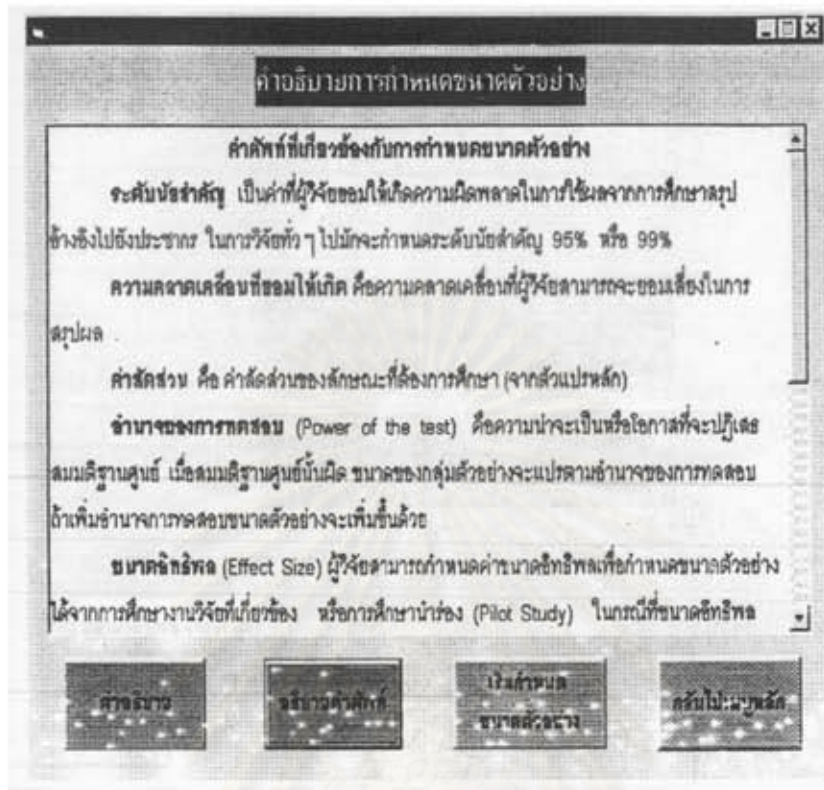 คำอธิบายการกำหนดขนาดตัวอย่าง
คำศัพท์ที่เกี่ยวข้องกับการกำหนดขนาดตัวอย่าง
ระดับนัยสำคัญ เป็นค่าที่ผู้วิจัยยอมให้เกิดความผิดพลาดในการใช้ผลจากการศึกษาสรุป
อ้างอิงไปยังประชากร ในการวิจัยทั่ว ๆ ไปมักจะกำหนดระดับนัยสำคัญ 95% หรือ 99%
ความคลาดเคลื่อนที่ยอมให้เกิด คือความคลาดเคลื่อนที่ผู้วิจัยสามารถจะยอมเสี่ยงในการ
สรุปผล
ค่าสัดส่วน คือ ค่าสัดส่วนของลักษณะที่ต้องการศึกษา (จากตัวแปรหลัก)
อำนาจของการทดสอบ (Power of the test) คือความน่าจะเป็นหรือโอกาสที่จะปฏิเสธ
สมมติฐานศูนย์ เมื่อสมมติฐานศูนย์นั้นผิด ขนาดของกลุ่มตัวอย่างจะแปรตามอำนาจของการทดสอบ
ถ้าเพิ่มอำนาจการทดสอบขนาดตัวอย่างจะเพิ่มขึ้นด้วย
ขนาดอิทธิพล (Effect Size) ผู้วิจัยสามารถกำหนดค่าขนาดอิทธิพลเพื่อกำหนดขนาดตัวอย่าง
ได้จากการศึกษางานวิจัยที่เกี่ยวข้อง หรือการศึกษานำร่อง (Pilot Study) ในกรณีที่ขนาดอิทธิพล
คำอธิบาย
อธิบายคำศัพท์
เริ่มกำหนด
ขนาดตัวอย่าง
กลับไปเมนูหลัก